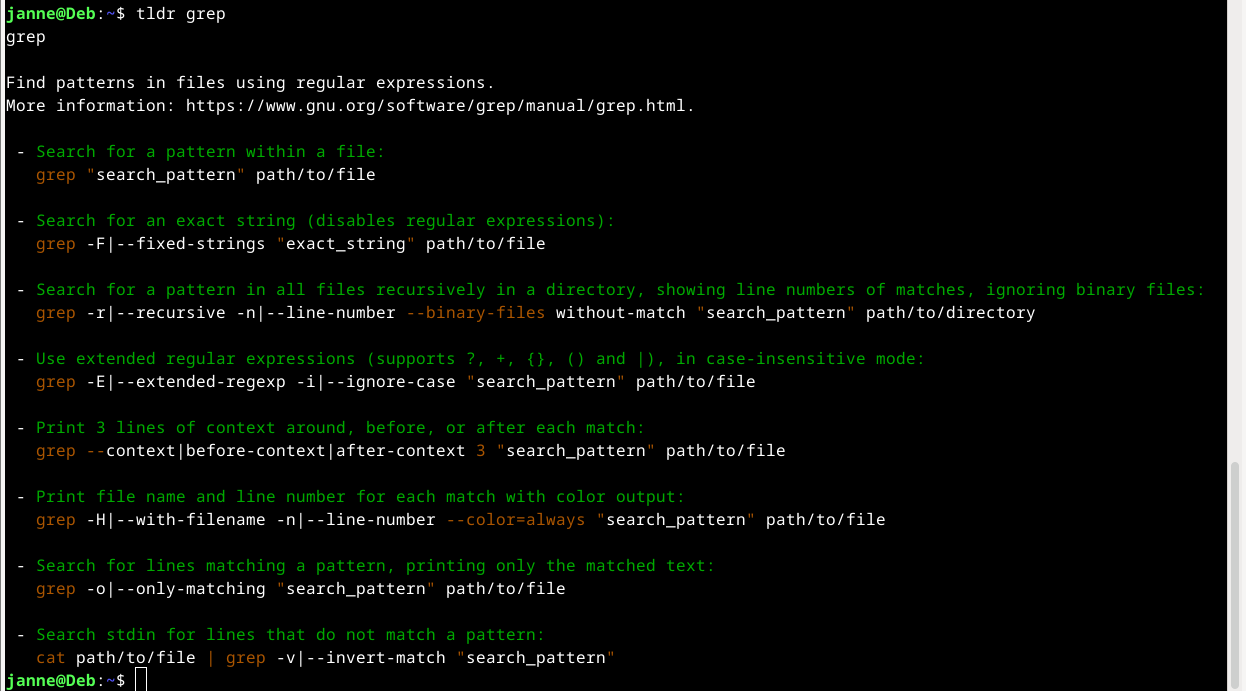 janne@Deb:~$ tldr grep
grep
Find patterns in files using regular expressions.
More information: https://www.gnu.org/software/grep/manual/grep.html.
- Search for a pattern within a file:
grep "search_pattern" path/to/file
- Search for an exact string (disables regular expressions):
grep -F|--fixed-strings "exact_string" path/to/file
- Search for a pattern in all files recursively in a directory, showing line numbers of matches, ignoring binary files:
grep -r|--recursive -n|--line-number --binary-files without-match "search_pattern" path/to/directory
- Use extended regular expressions (supports ?, +, {}, () and |), in case-insensitive mode:
grep -E|--extended-regexp -i|--ignore-case "search_pattern" path/to/file
- Print 3 lines of context around, before, or after each match:
grep --context|before-context|after-context 3 "search_pattern" path/to/file
- Print file name and line number for each match with color output:
grep -H|--with-filename -n|--line-number --color=always "search_pattern" path/to/file
- Search for lines matching a pattern, printing only the matched text:
grep -o|--only-matching "search_pattern" path/to/file
- Search stdin for lines that do not match a pattern:
cat path/to/file | grep -v|--invert-match "search_pattern"
janne@Deb:~$